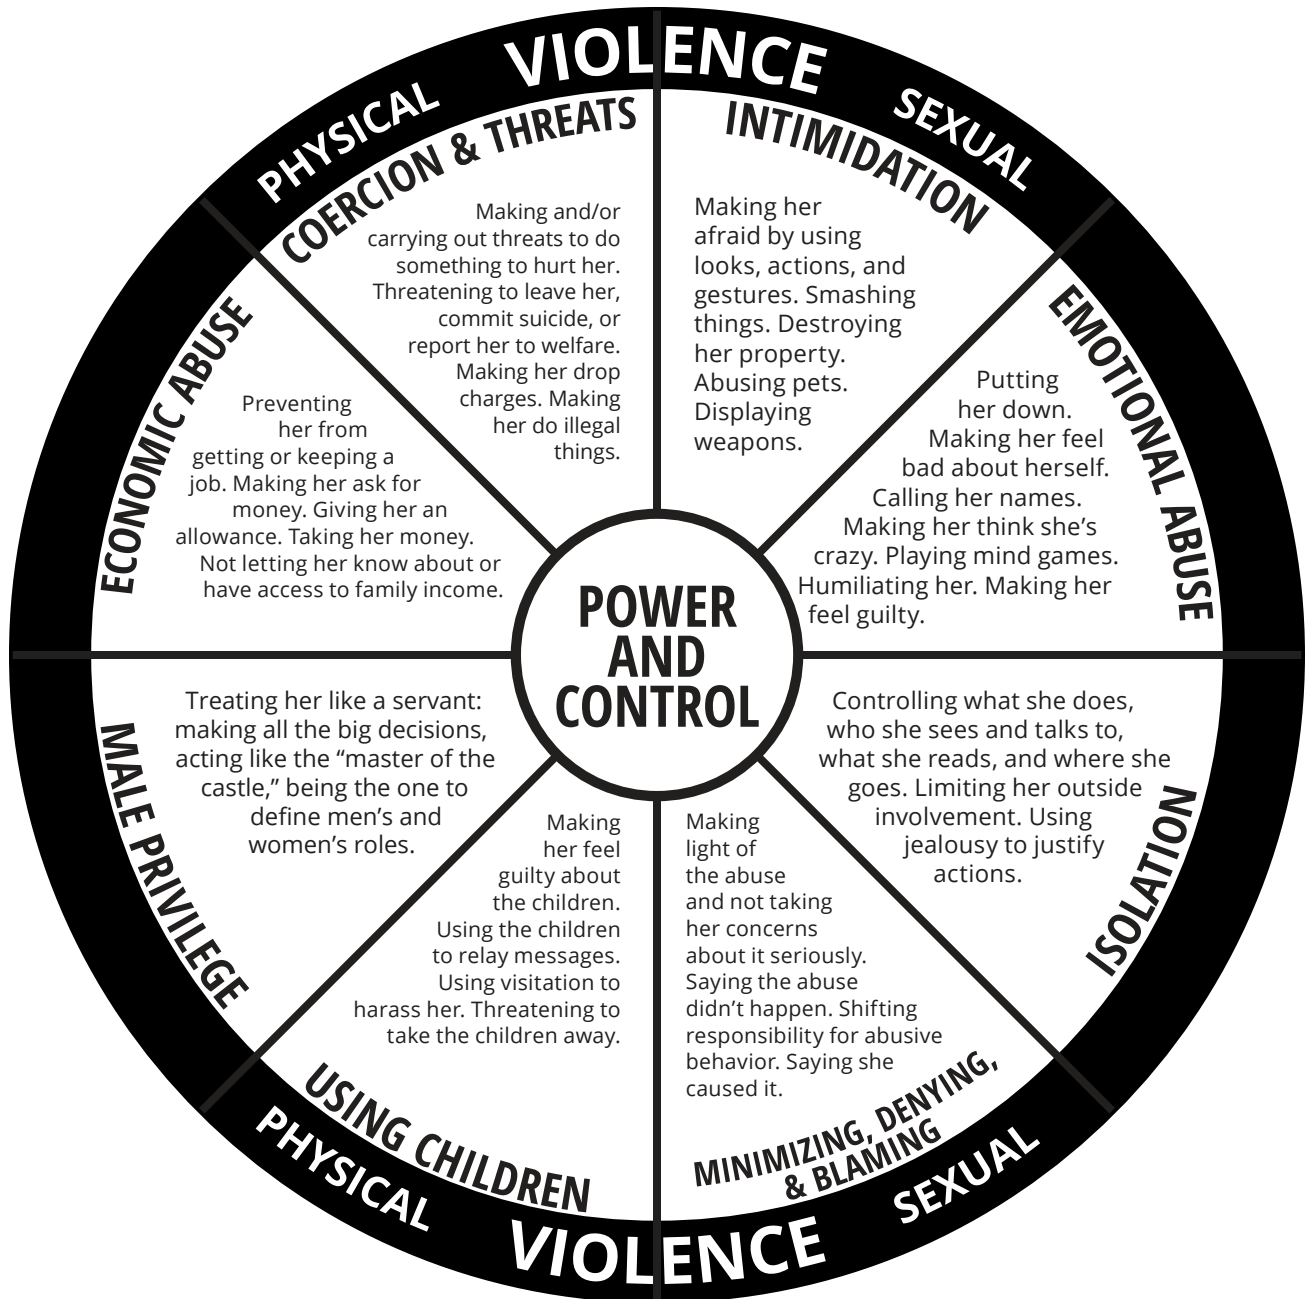 PHYSICAL VIOLENCE SEXUAL
COERCION & THREATS
Making and/or
carrying out threats to do
something to hurt her.
Threatening to leave her,
commit suicide, or
report her to welfare.
Making her drop
charges. Making
her do illegal
things.
INTIMIDATION
Making her
afraid by using
looks, actions, and
gestures. Smashing
things. Destroying
her property.
Abusing pets.
Displaying
weapons.
EMOTIONAL ABUSE
Putting
her down.
Making her feel
bad about herself.
Calling her names.
Making her think she’s
crazy. Playing mind games.
Humiliating her. Making her
feel guilty.
ISOLATION
Controlling what she does,
who she sees and talks to,
what she reads, and where she
goes. Limiting her outside
involvement. Using
jealousy to justify
actions.
MINIMIZING, DENYING,
& BLAMING
Making
light of
the abuse
and not taking
her concerns
about it seriously.
Saying the abuse
didn’t happen. Shifting
responsibility for abusive
behavior. Saying she
caused it.
USING CHILDREN
Making
her feel
guilty about
the children.
Using the children
to relay messages.
Using visitation to
harass her. Threatening to
take the children away.
MALE PRIVILEGE
Treating her like a servant:
making all the big decisions,
acting like the “master of the
castle,” being the one to
define men’s and
women’s roles.
ECONOMIC ABUSE
Preventing
her from
getting or keeping a
job. Making her ask for
money. Giving her an
allowance. Taking her money.
Not letting her know about or
have access to family income.
POWER
AND
CONTROL
PHYSICAL VIOLENCE SEXUAL